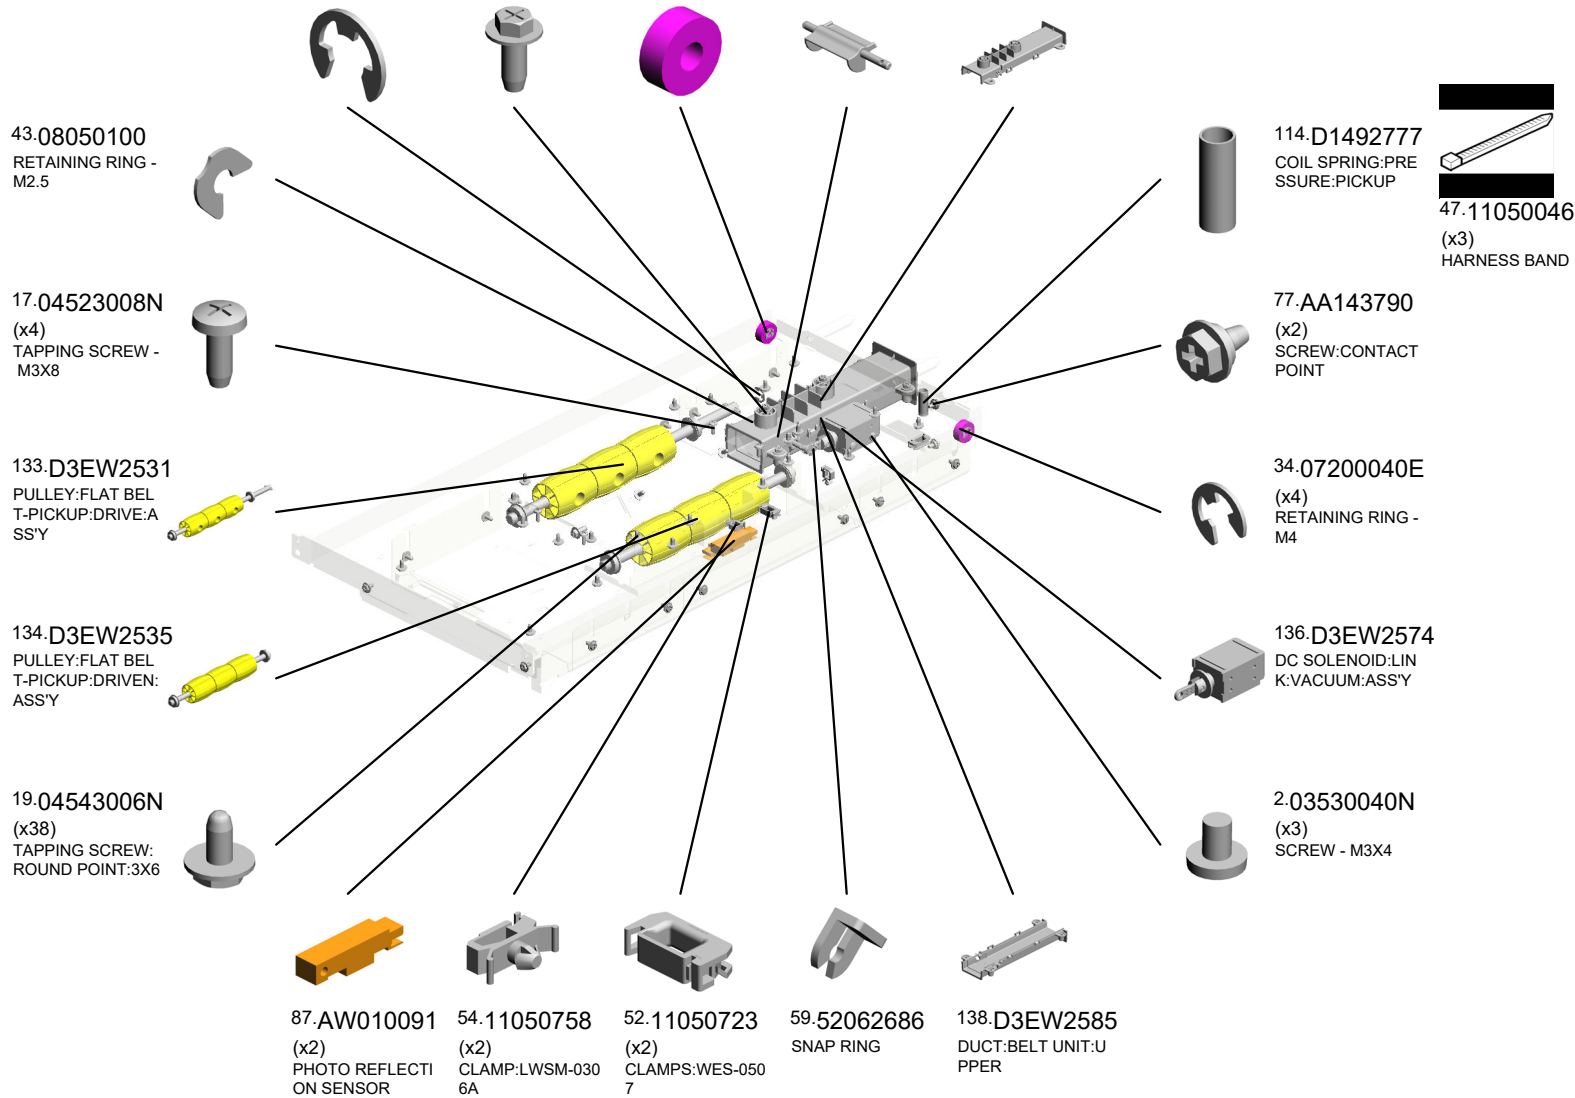 43.08050100
RETAINING RING -
M2.5
17.04523008N
(x4)
TAPPING SCREW -
M3X8
133.D3EW2531
PULLEY:FLAT BEL
T-PICKUP:DRIVE:A
SS'Y
134.D3EW2535
PULLEY:FLAT BEL
T-PICKUP:DRIVEN:
ASS'Y
19.04543006N
(x38)
TAPPING SCREW:
ROUND POINT:3X6
114.D1492777
COIL SPRING:PRE
SSURE:PICKUP
47.11050046
(x3)
HARNESS BAND
77.AA143790
(x2)
SCREW:CONTACT
POINT
34.07200040E
(x4)
RETAINING RING -
M4
136.D3EW2574
DC SOLENOID:LIN
K:VACUUM:ASS'Y
2.03530040N
(x3)
SCREW - M3X4
87.AW010091
(x2)
PHOTO REFLECTI
ON SENSOR
54.11050758
(x2)
CLAMP:LWSM-030
6A
52.11050723
(x2)
CLAMPS:WES-050
7
59.52062686
SNAP RING
138.D3EW2585
DUCT:BELT UNIT:U
PPER